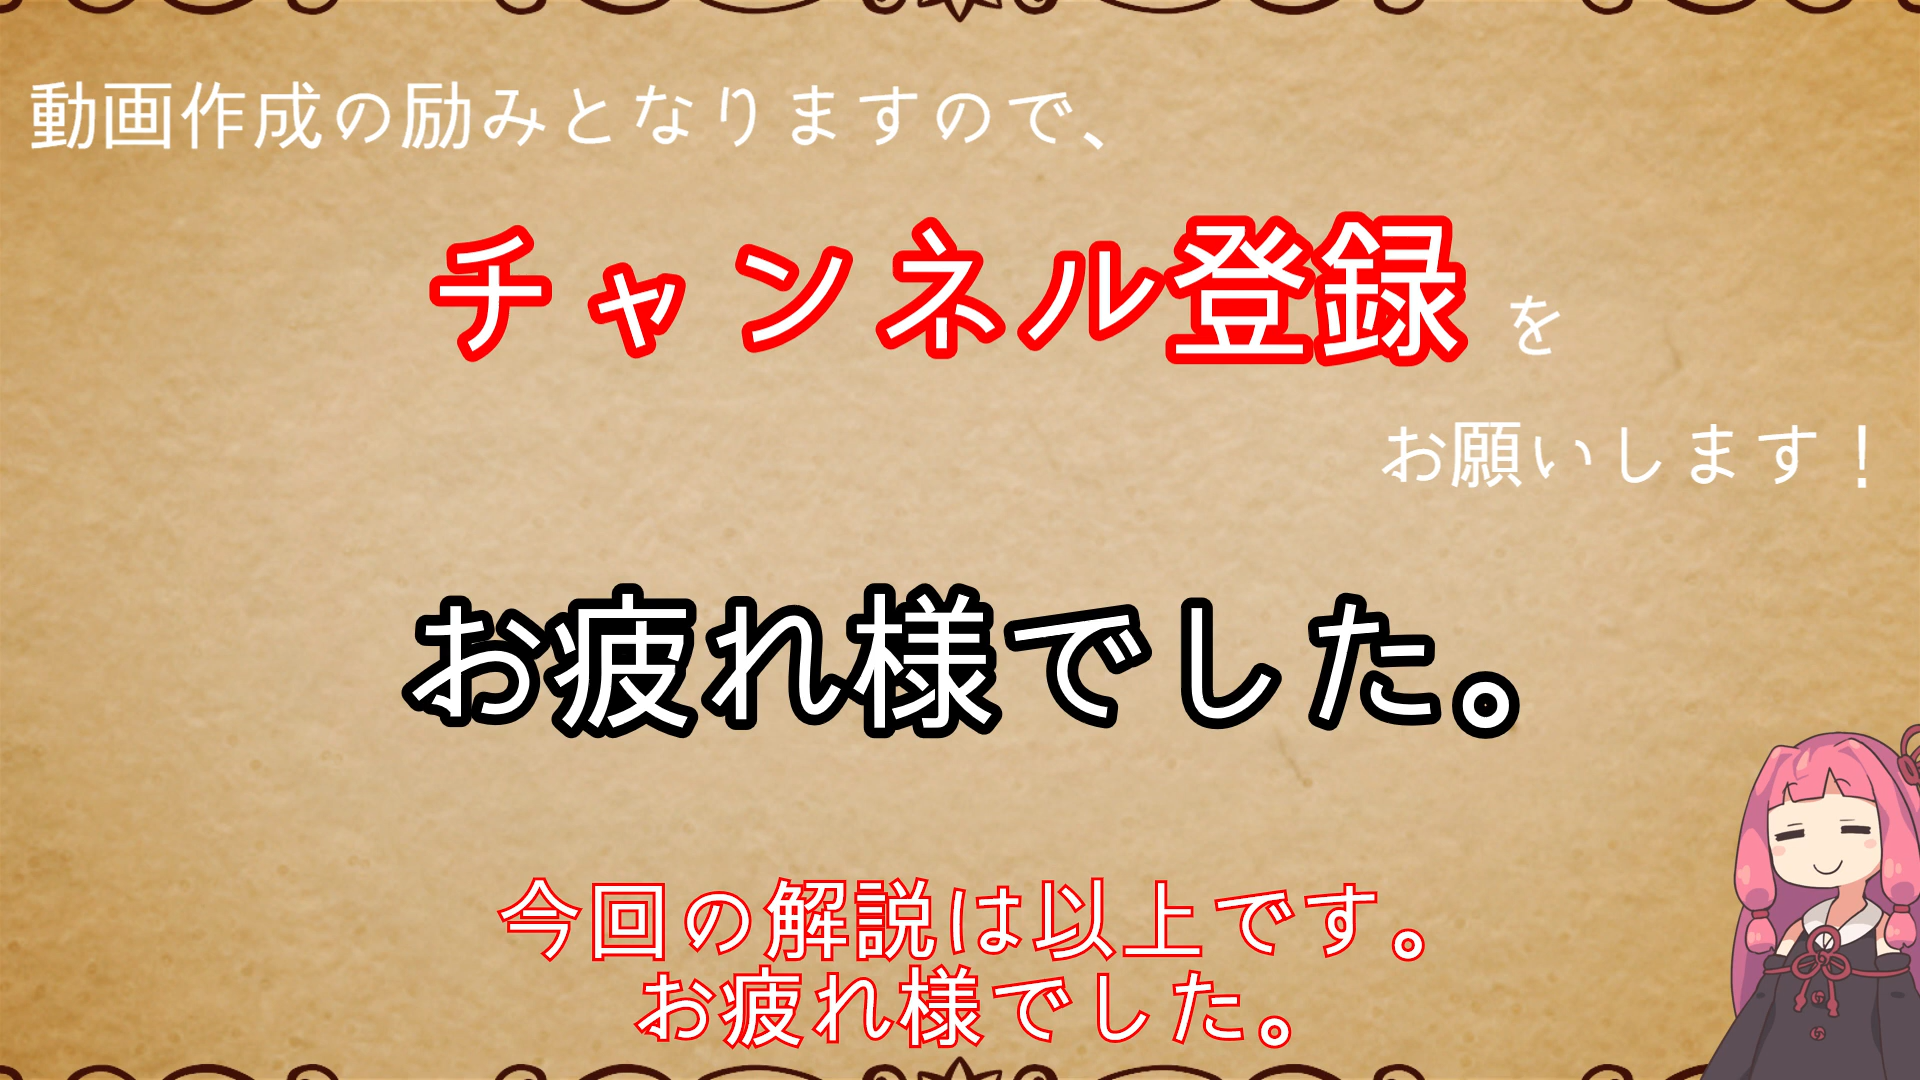 動画作成の励みとなりますので、
チャンネル登録を
お願いします！
お疲れ様でした。
今回の解説は以上です。
お疲れ様でした。